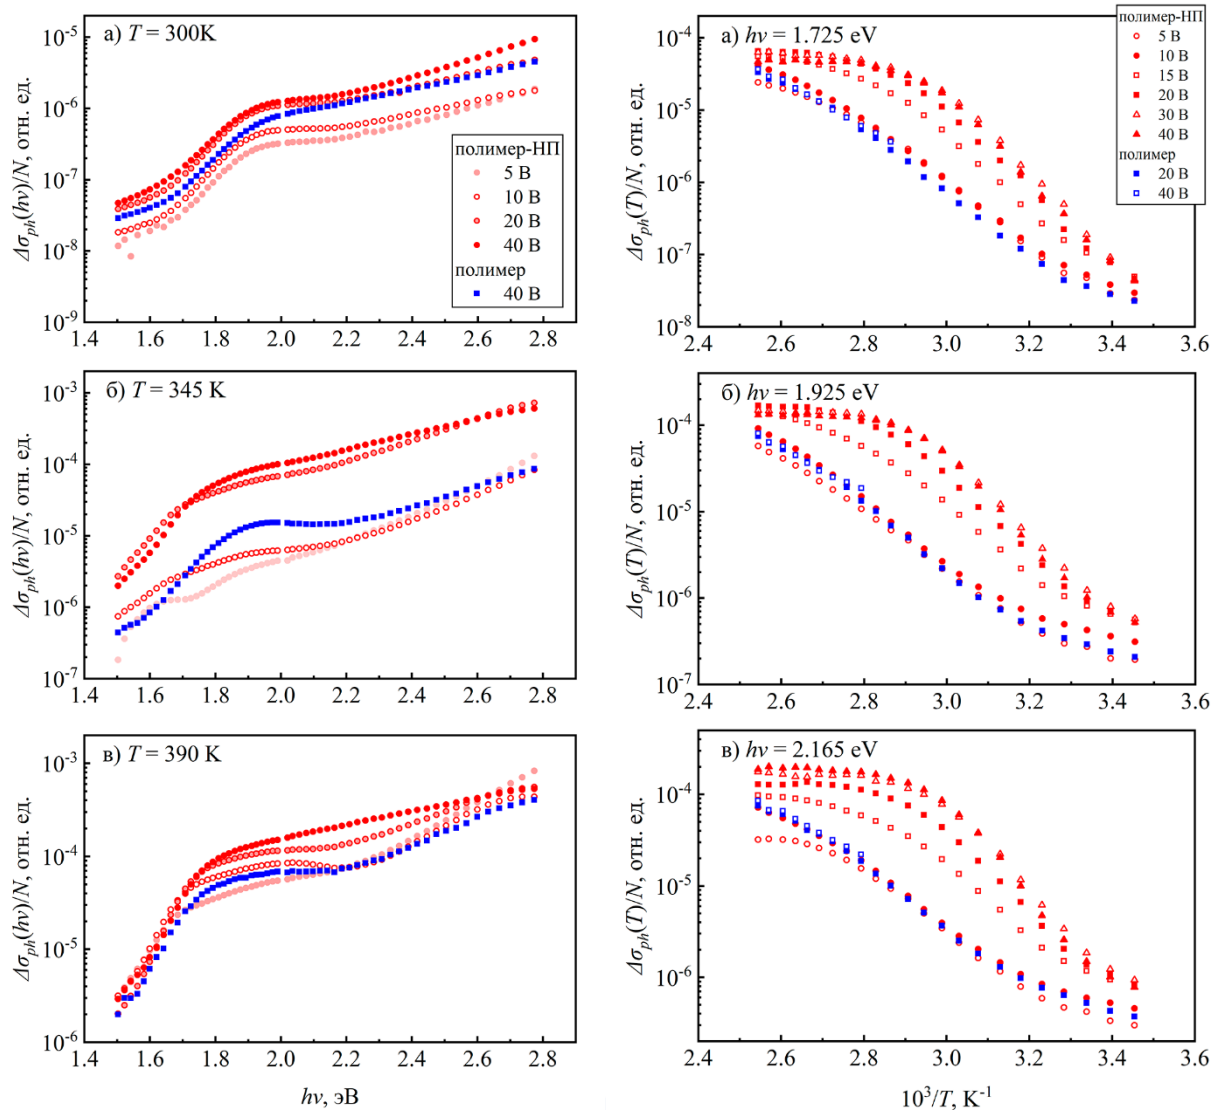 а) T = 300K
Δσph(hν)/N, отн. ед.
10-5
10-6
10-7
10-8
10-9
1.4 1.6 1.8 2.0 2.2 2.4 2.6 2.8
полимер-НП
5 В
10 В
20 В
40 В
полимер
40 В
б) T = 345 K
Δσph(hν)/N, отн. ед.
10-3
10-4
10-5
10-6
10-7
1.4 1.6 1.8 2.0 2.2 2.4 2.6 2.8
в) T = 390 K
Δσph(hν)/N, отн. ед.
10-3
10-4
10-5
10-6
1.4 1.6 1.8 2.0 2.2 2.4 2.6 2.8
hν, эВ
а) hν = 1.725 eV
Δσph(T)/N, отн. ед.
10-4
10-5
10-6
10-7
10-8
2.4 2.6 2.8 3.0 3.2 3.4 3.6
полимер-НП
5 В
10 В
15 В
20 В
30 В
40 В
полимер
20 В
40 В
б) hν = 1.925 eV
Δσph(T)/N, отн. ед.
10-4
10-5
10-6
10-7
2.4 2.6 2.8 3.0 3.2 3.4 3.6
в) hν = 2.165 eV
Δσph(T)/N, отн. ед.
10-4
10-5
10-6
2.4 2.6 2.8 3.0 3.2 3.4 3.6
103/T, K-1